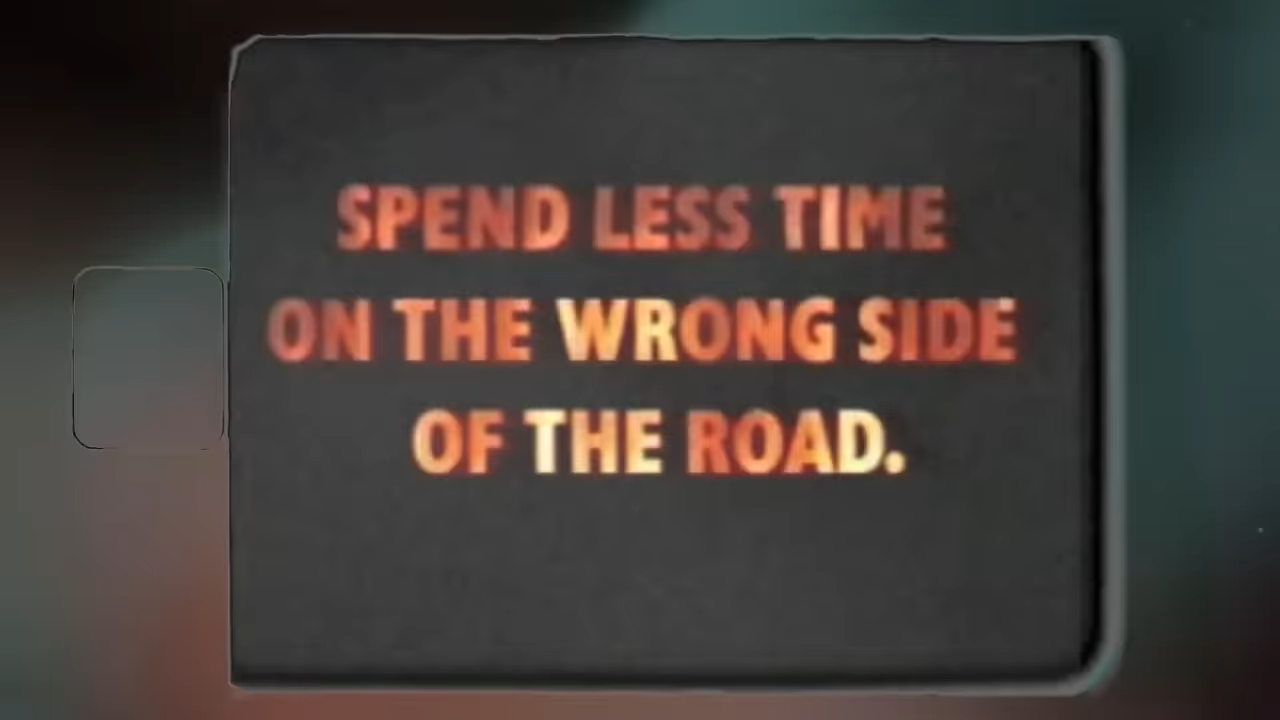 SPEND LESS TIME
ON THE WRONG SIDE
OF THE ROAD.